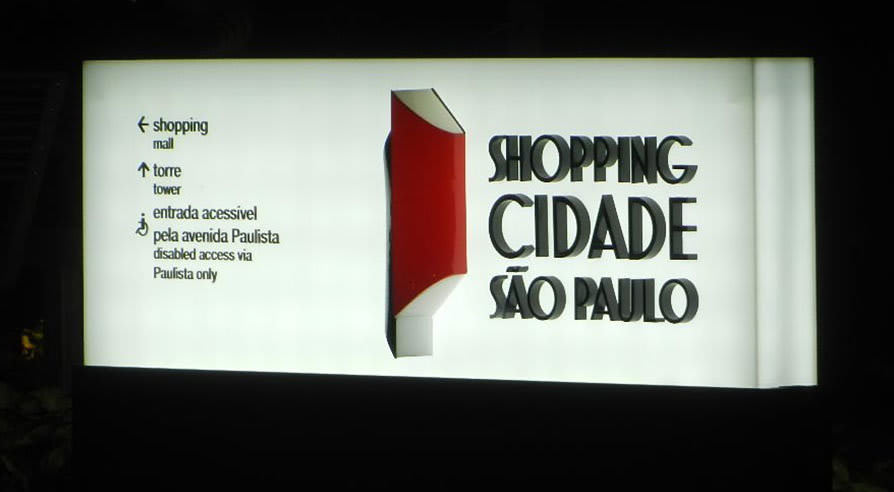 ← shopping
mall
↑ torre
tower
entrada acessível
pela avenida Paulista
disabled access via
Paulista only
SHOPPING
CIDADE
SÃO PAULO